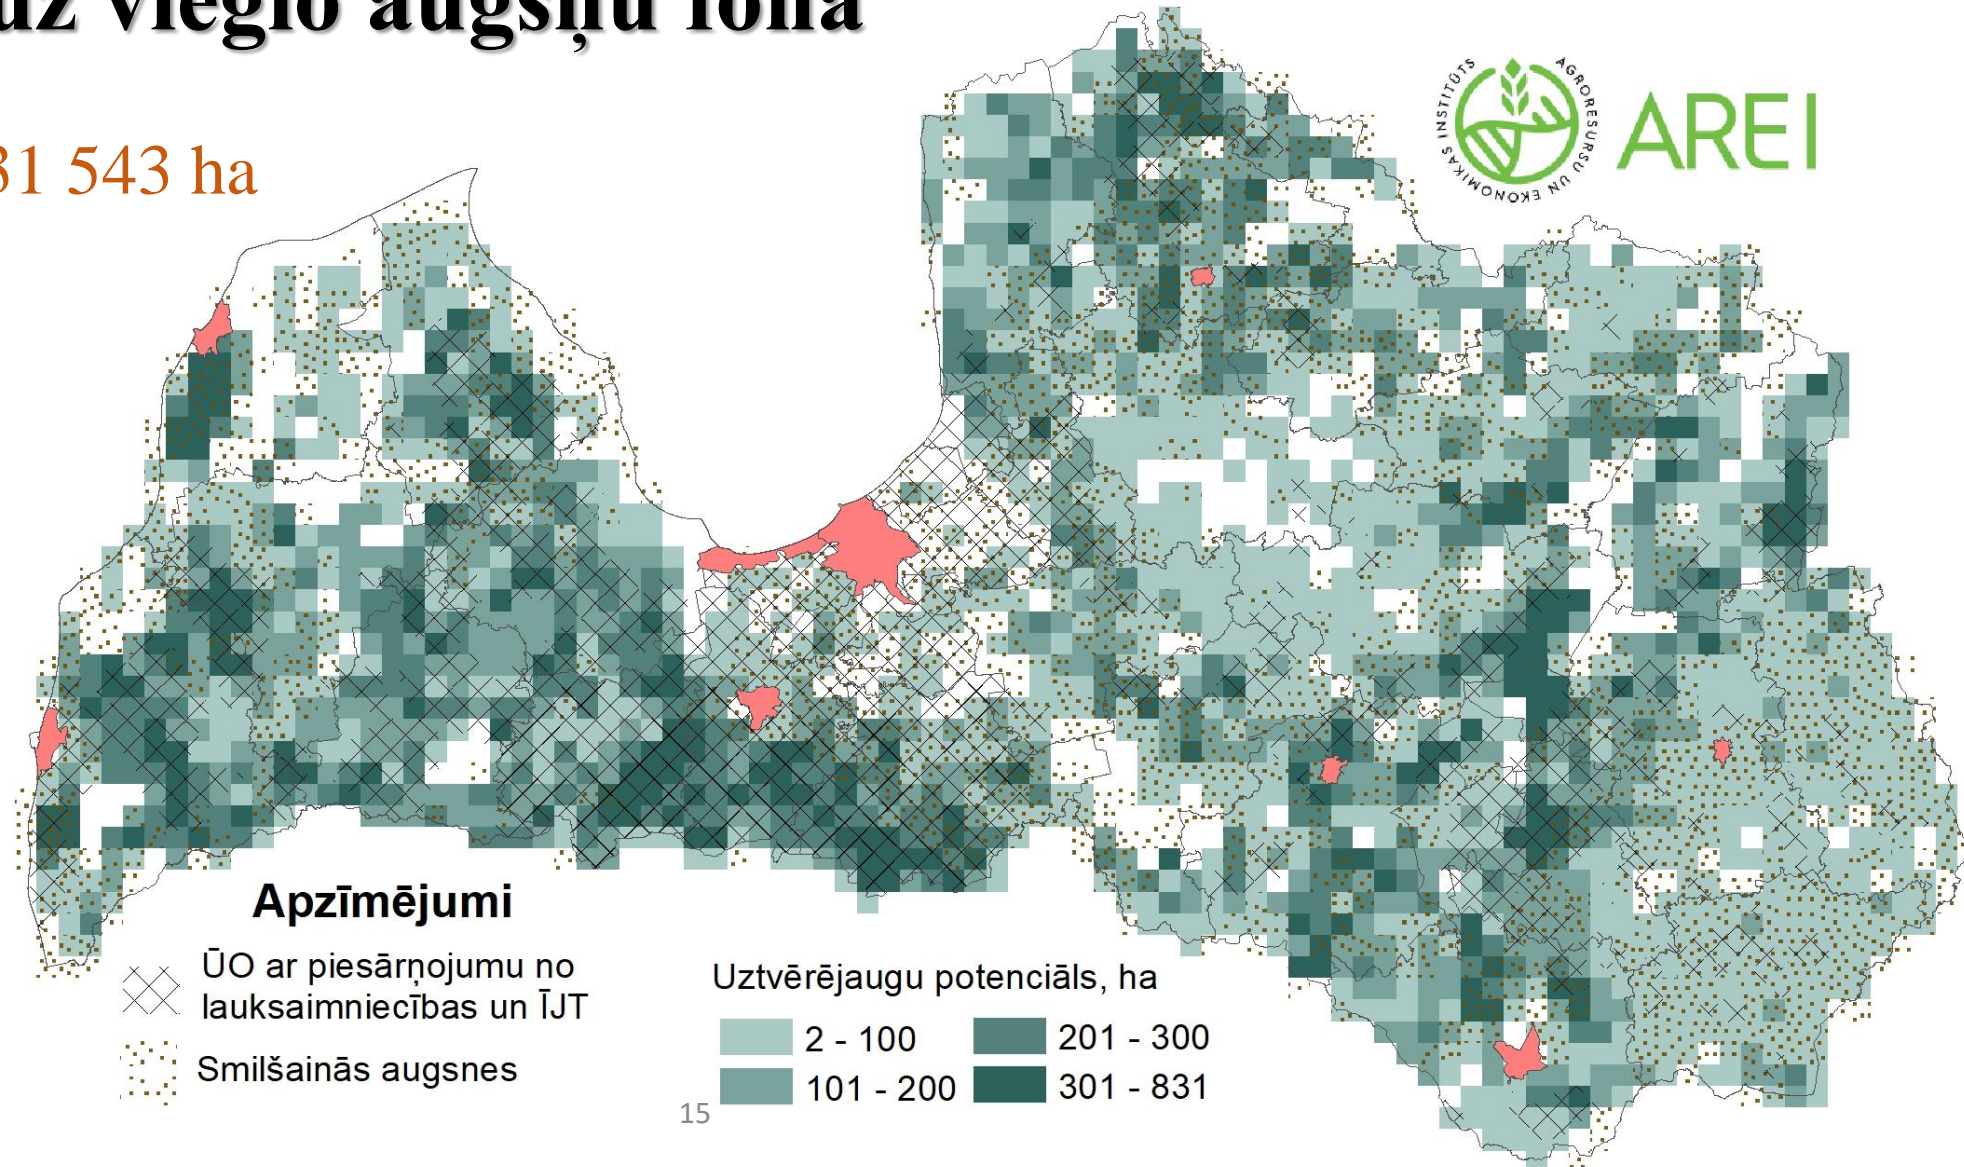 uz vieglo augsņu fona
31 543 ha
AGRORESURSU UN EKONOMIKAS INSTITŪTS
AREI
Apzīmējumi
ŪO ar piesārņojumu no
lauksaimniecības un ĪJT
Smilšainās augsnes
Uztvērējaugu potenciāls, ha
2 - 100
201 - 300
101 - 200
301 - 831
15